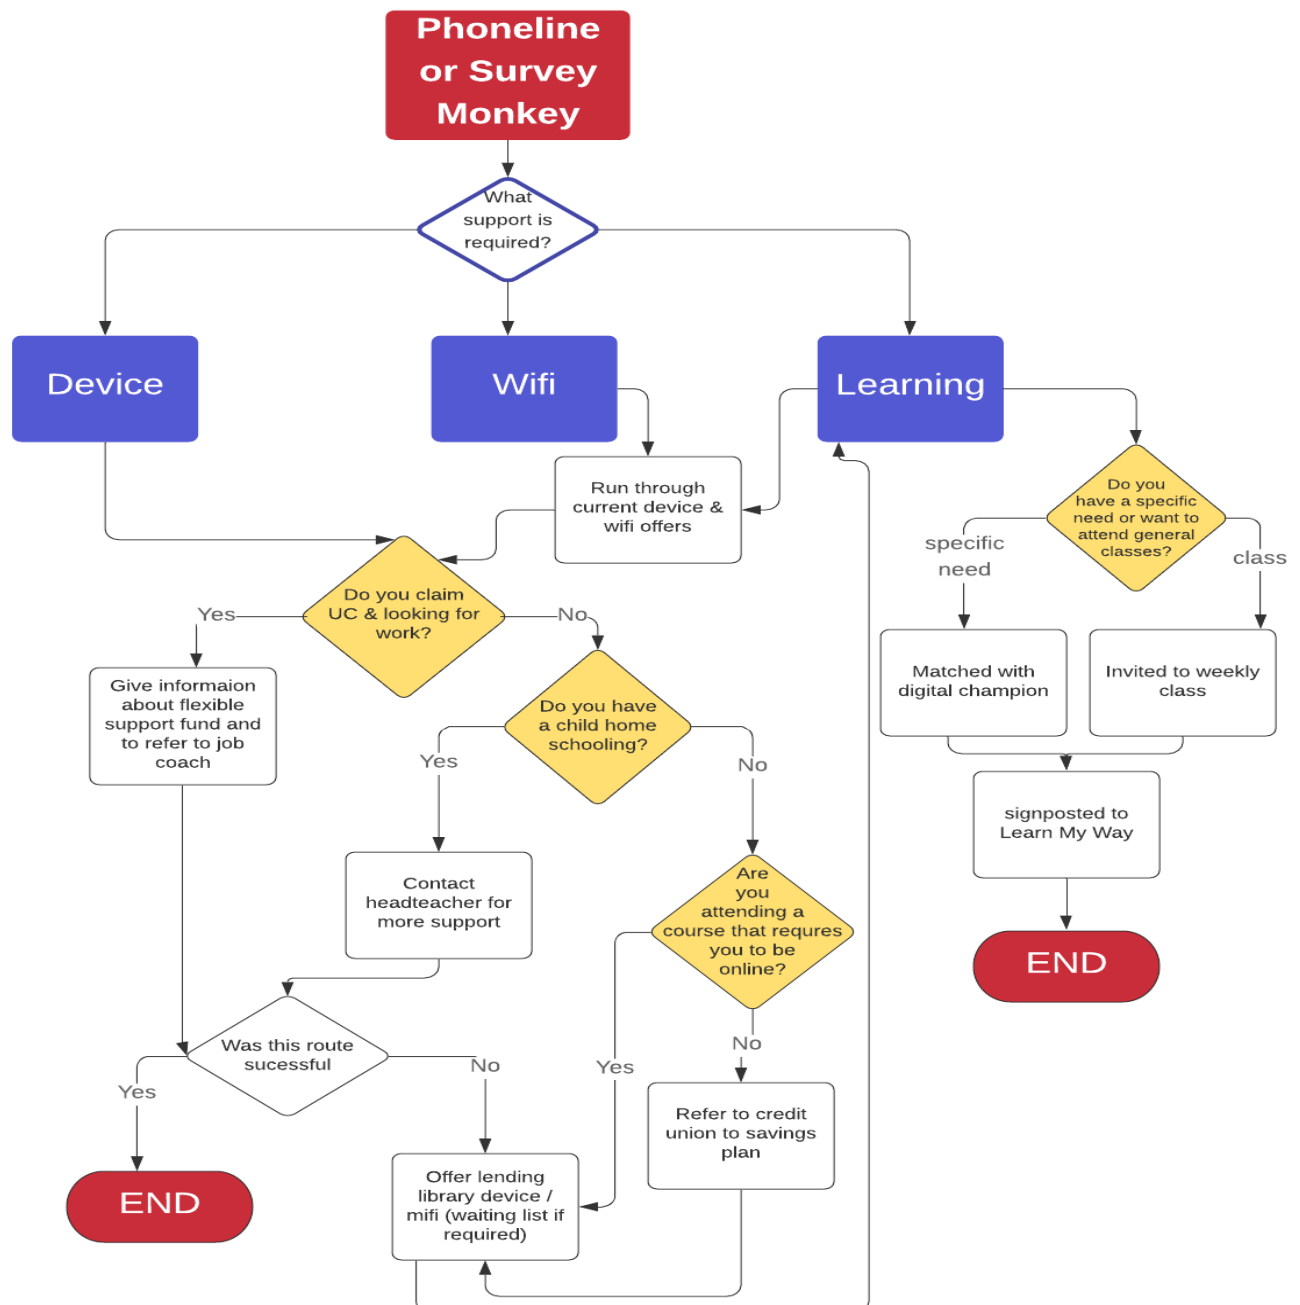 Phoneline
or Survey
Monkey
What
support is
required?
Device
Wifi
Learning
Run through
current device &
wifi offers
Do you
have a specific
need or want to
attend general
classes?
specific
need
class
Do you claim
UC & looking for
work?
Yes
No
Matched with
digital champion
Invited to weekly
class
Give informaion
about flexible
support fund and
to refer to job
coach
Do you have
a child home
schooling?
Yes
No
signposted to
Learn My Way
Contact
headteacher for
more support
Are
you
attending a
course that requres
you to be
online?
END
Was this route
sucessful
Yes
No
Yes
No
Refer to credit
union to savings
plan
Offer lending
library device /
mifi (waiting list if
required)
END